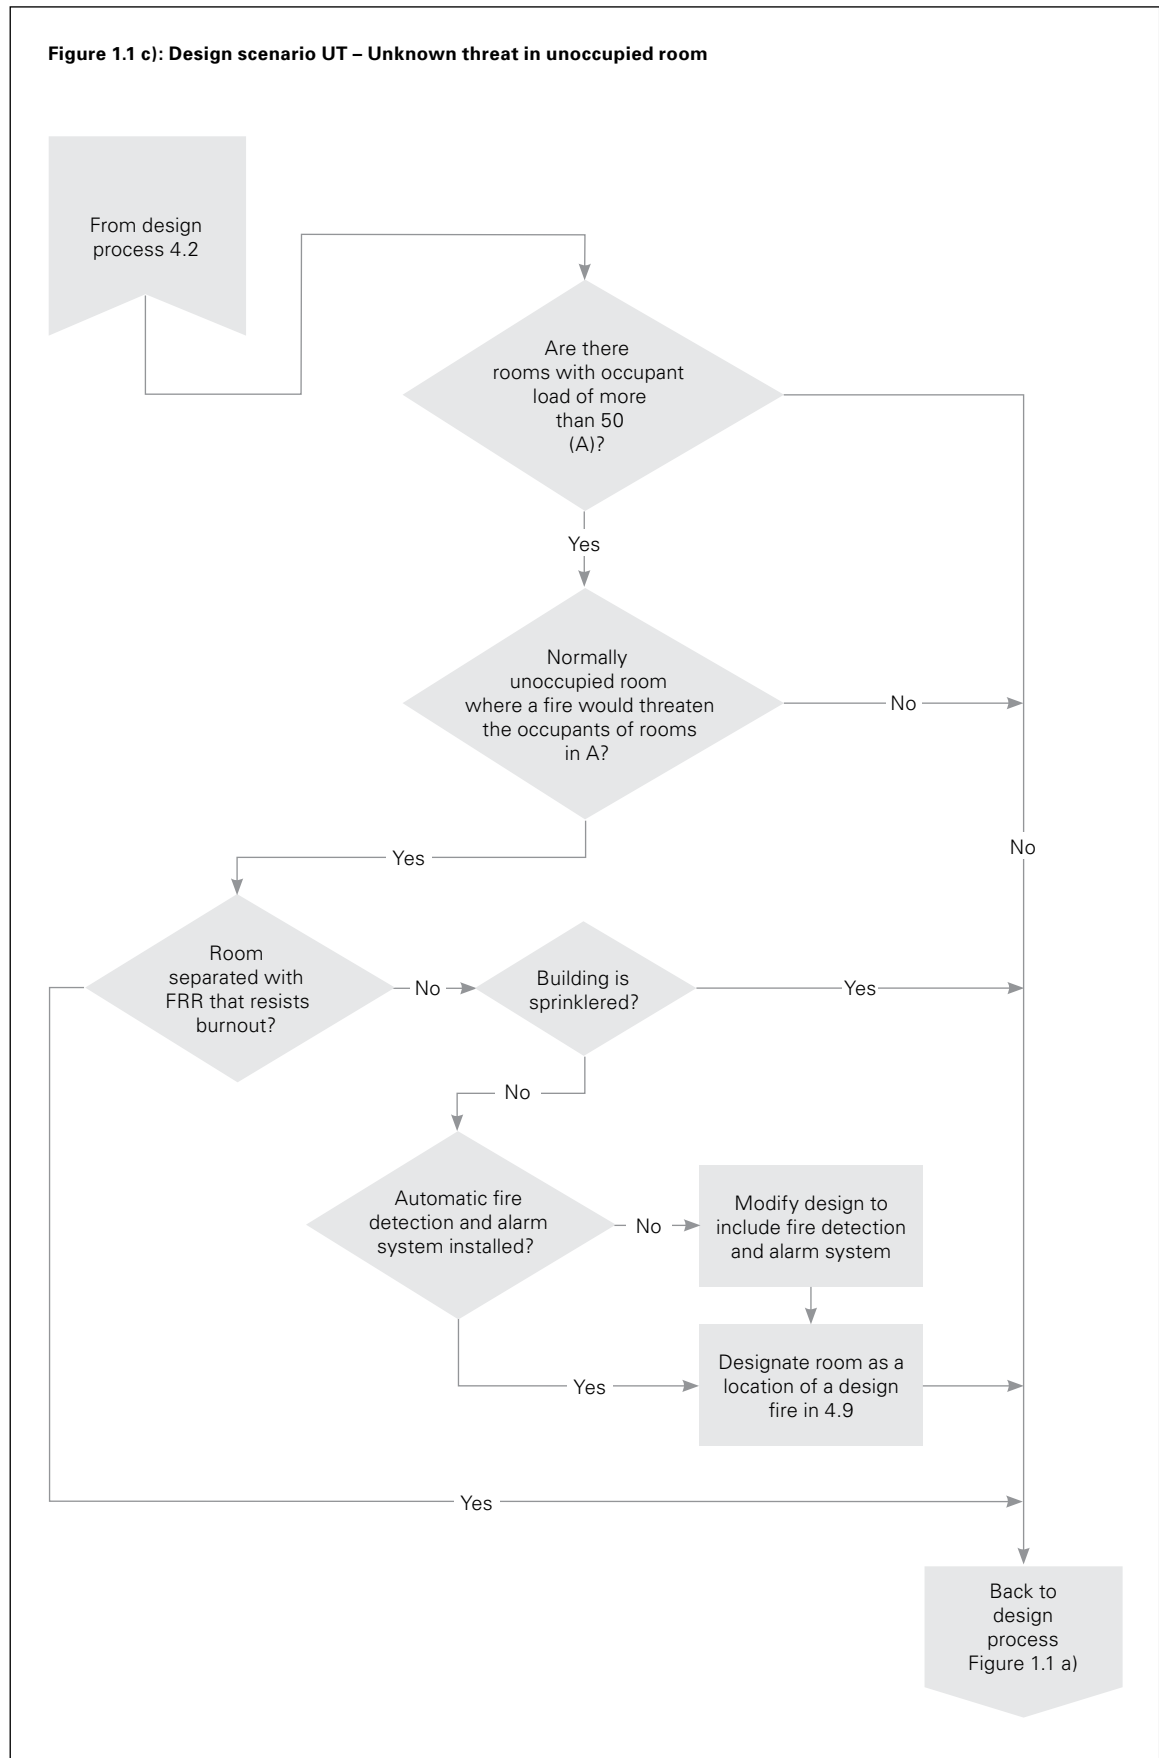 Figure 1.1 c): Design scenario UT – Unknown threat in unoccupied room
From design
process 4.2
Are there
rooms with occupant
load of more
than 50
(A)?
Yes
Normally
unoccupied room
where a fire would threaten
the occupants of rooms
in A?
No
No
Yes
Room
separated with
FRR that resists
burnout?
No
Building is
sprinklered?
Yes
No
Automatic fire
detection and alarm
system installed?
No
Modify design to
include fire detection
and alarm system
Yes
Designate room as a
location of a design
fire in 4.9
Yes
Back to
design
process
Figure 1.1 a)